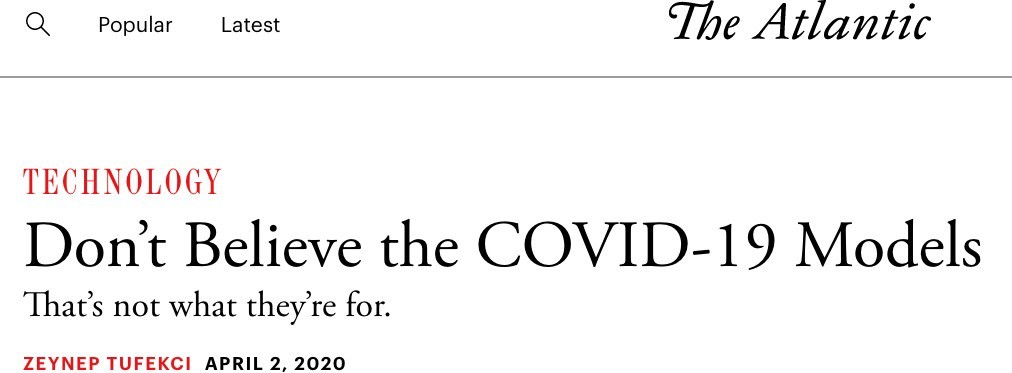 Popular Latest The Atlantic
TECHNOLOGY
Don’t Believe the COVID-19 Models
That’s not what they’re for.
ZEYNEP TUFEKCI APRIL 2, 2020